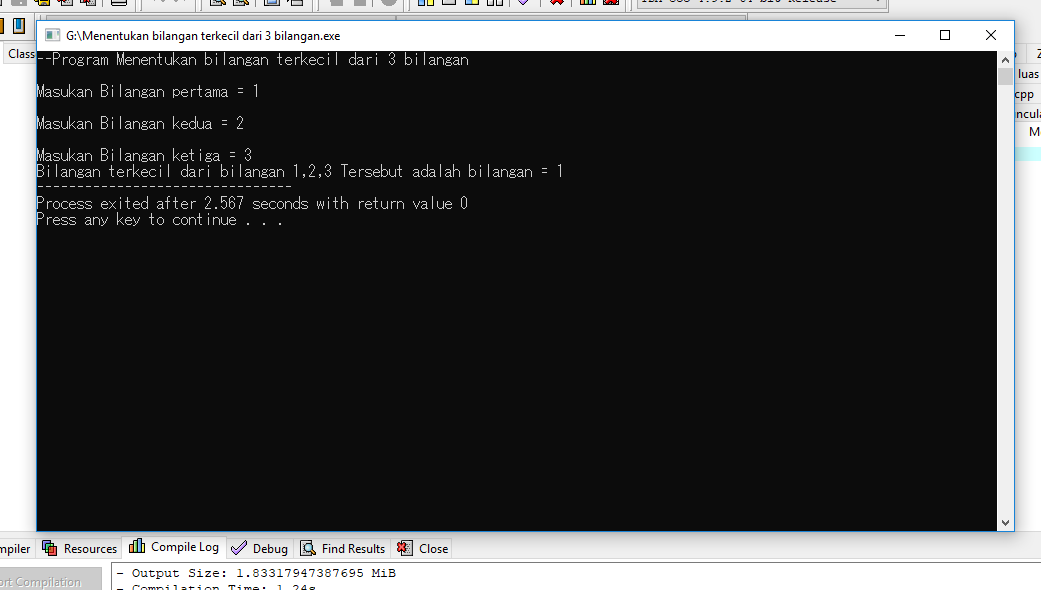 G:\Menentukan bilangan terkecil dari 3 bilangan.exe
Class
--Program Menentukan bilangan terkecil dari 3 bilangan
Masukan Bilangan pertama = 1
Masukan Bilangan kedua = 2
Masukan Bilangan ketiga = 3
Bilangan terkecil dari bilangan 1,2,3 Tersebut adalah bilangan = 1
--------------------------------
Process exited after 2.567 seconds with return value 0
Press any key to continue . . .
luas
cpp
M
mpiler Resources Compile Log Debug Find Results Close
ort Compilation
- Output Size: 1.83317947387695 MiB
- Compilation Time: 1.24s